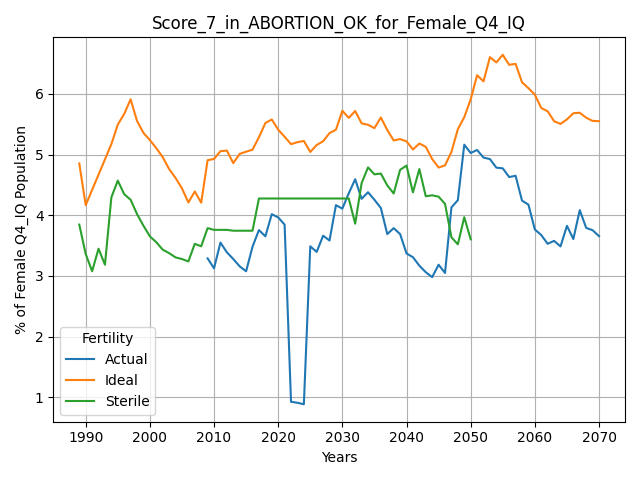 Score_7_in_ABORTION_OK_for_Female_Q4_IQ
% of Female Q4_IQ Population
6
5
4
3
2
1
Fertility
Actual
Ideal
Sterile
1990 2000 2010 2020 2030 2040 2050 2060 2070
Years